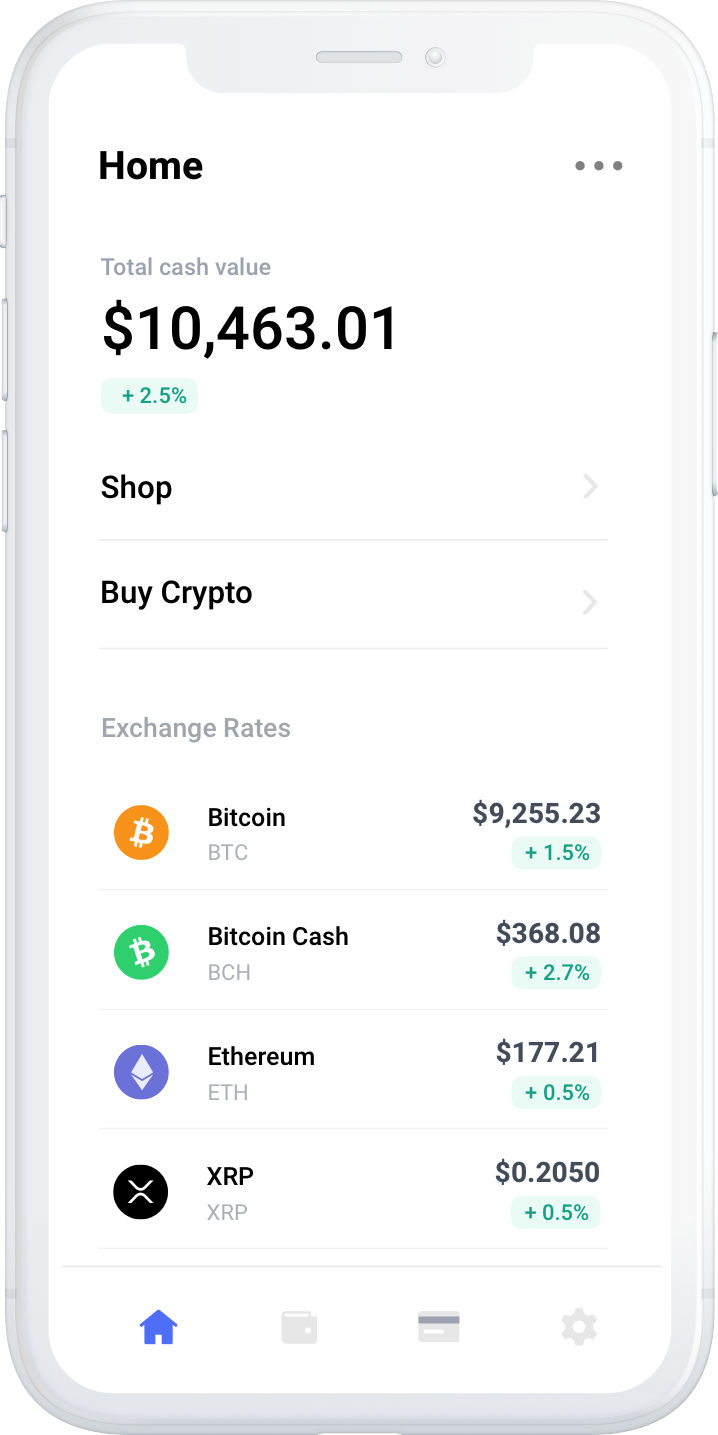 Home
Total cash value
$10,463.01
+ 2.5%
Shop
Buy Crypto
Exchange Rates
Bitcoin
$9,255.23
BTC
+ 1.5%
Bitcoin Cash
$368.08
BCH
+ 2.7%
Ethereum
$177.21
ETH
+ 0.5%
XRP
$0.2050
XRP
+ 0.5%